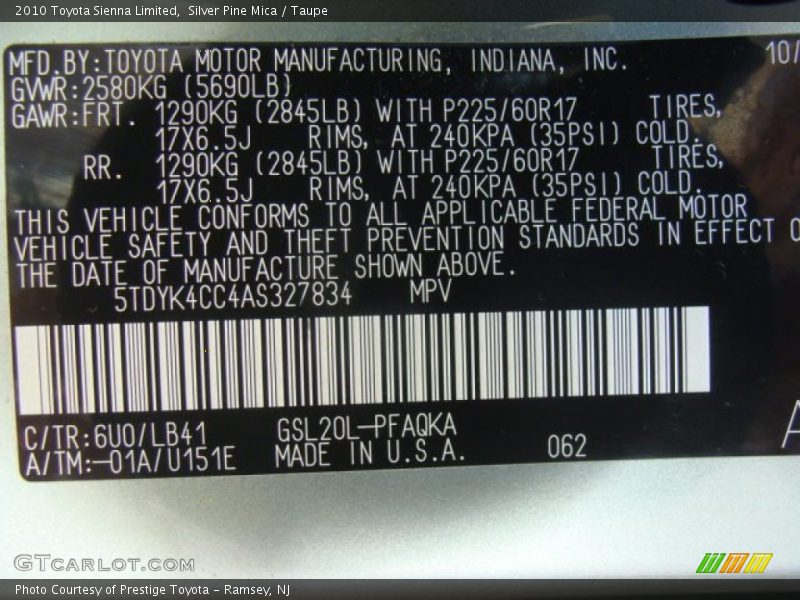 2010 Toyota Sienna Limited, Silver Pine Mica / Taupe
MFD.BY:TOYOTA MOTOR MANUFACTURING, INDIANA, INC. 10/
GVWR:2580KG (5690LB)
GAWR:FRT. 1290KG (2845LB) WITH P225/60R17 TIRES,
17X6.5J RIMS, AT 240KPA (35PSI) COLD.
RR. 1290KG (2845LB) WITH P225/60R17 TIRES,
17X6.5J RIMS, AT 240KPA (35PSI) COLD.
THIS VEHICLE CONFORMS TO ALL APPLICABLE FEDERAL MOTOR
VEHICLE SAFETY AND THEFT PREVENTION STANDARDS IN EFFECT O
THE DATE OF MANUFACTURE SHOWN ABOVE.
5TDYK4CC4AS327834 MPV
C/TR:6U0/LB41 GSL20L-PFAQKA A
A/TM:-01A/U151E MADE IN U.S.A. 062
GTCARLOT.COM
Photo Courtesy of Prestige Toyota - Ramsey, NJ